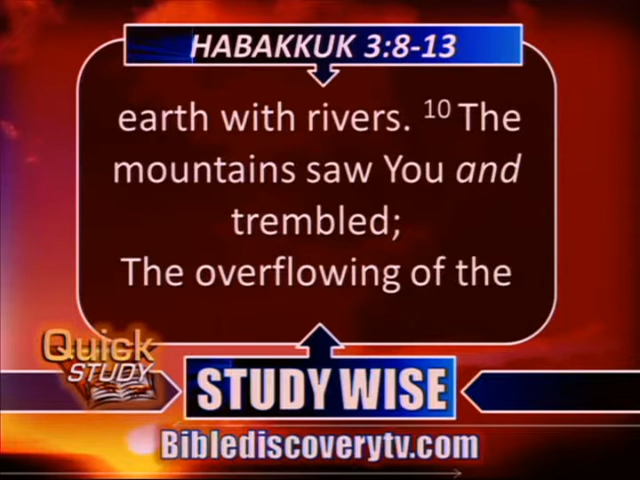 HABAKKUK 3:8-13
earth with rivers. ¹⁰ The
mountains saw You and
trembled;
The overflowing of the
Quick
STUDY
STUDY WISE
Biblediscoverytv.com